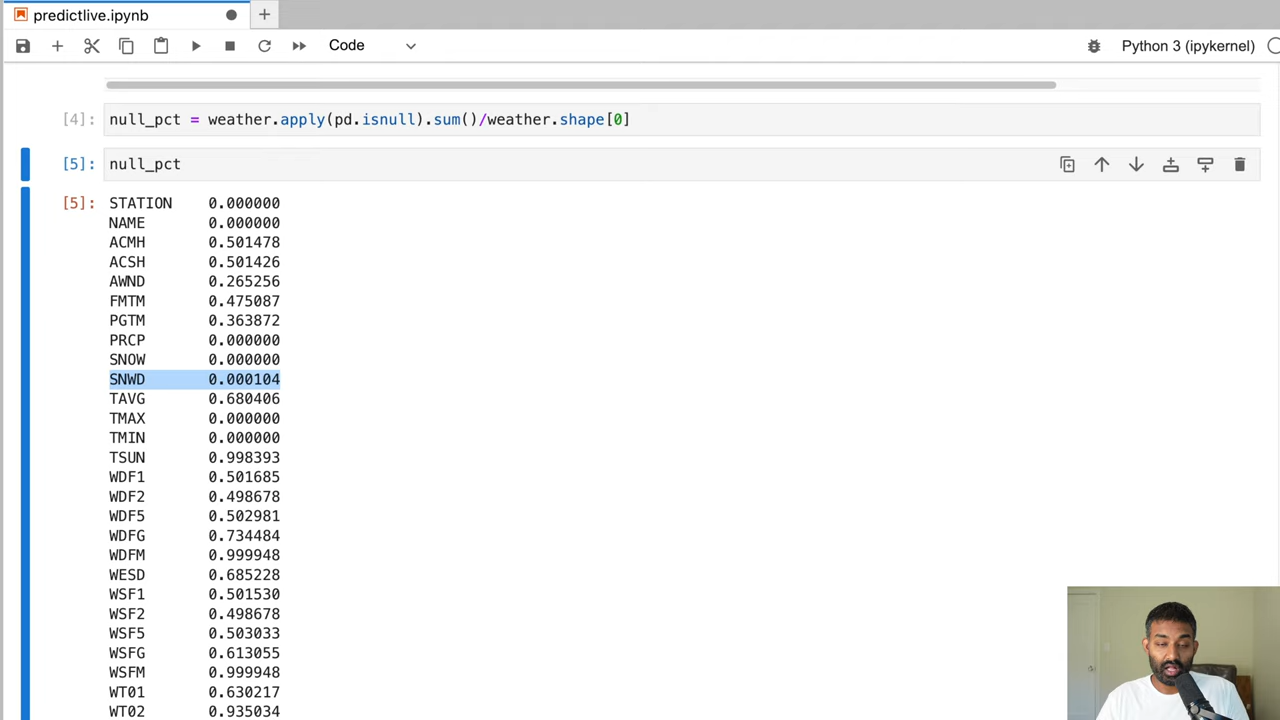 predictlive.ipynb
Code
Python 3 (ipykernel)
[4]: null_pct = weather.apply(pd.isnull).sum()/weather.shape[0]
[5]: null_pct
[5]: STATION 0.000000
NAME 0.000000
ACMH 0.501478
ACSH 0.501426
AWND 0.265256
FMTM 0.475087
PGTM 0.363872
PRCP 0.000000
SNOW 0.000000
SNWD 0.000104
TAVG 0.680406
TMAX 0.000000
TMIN 0.000000
TSUN 0.998393
WDF1 0.501685
WDF2 0.498678
WDF5 0.502981
WDFG 0.734484
WDFM 0.999948
WESD 0.685228
WSF1 0.501530
WSF2 0.498678
WSF5 0.503033
WSFG 0.613055
WSFM 0.999948
WT01 0.630217
WT02 0.935034